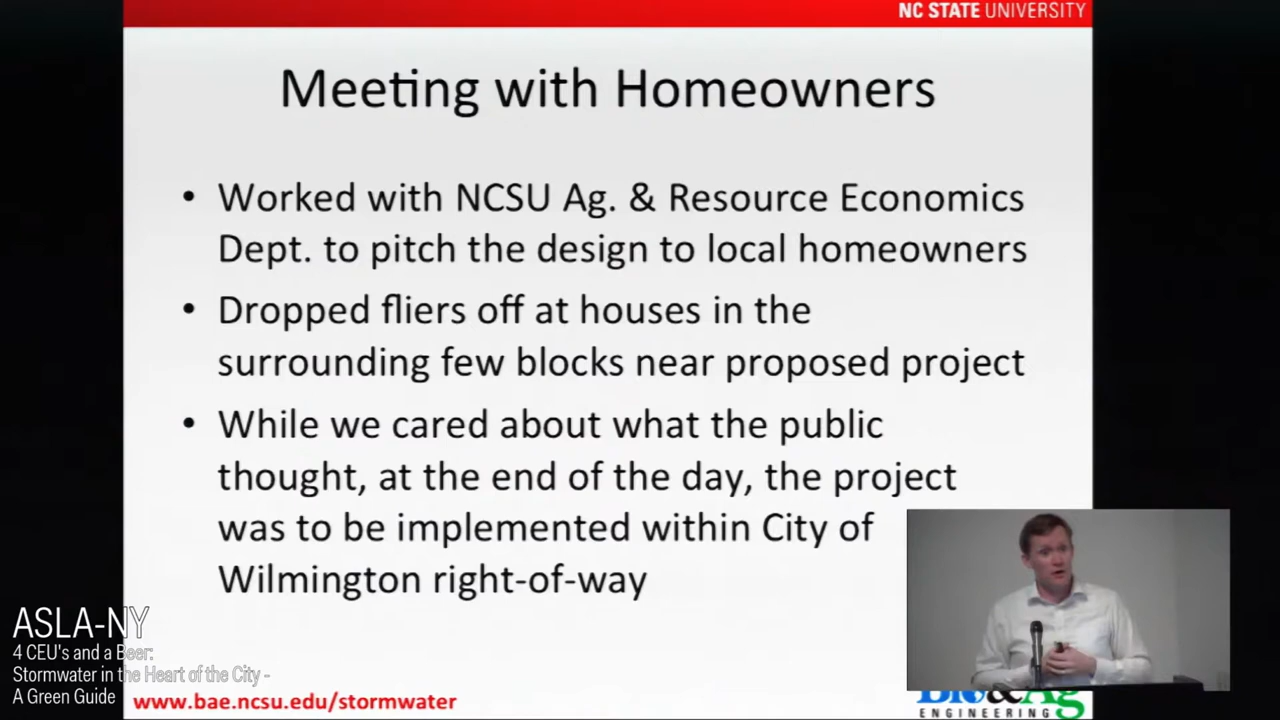 NC STATE UNIVERSITY
Meeting with Homeowners
• Worked with NCSU Ag. & Resource Economics
Dept. to pitch the design to local homeowners
• Dropped fliers off at houses in the
surrounding few blocks near proposed project
• While we cared about what the public
thought, at the end of the day, the project
was to be implemented within City of
Wilmington right-of-way
ASLA-NY
4 CEU's and a Beer:
Stormwater in the Heart of the City -
A Green Guide
www.bae.ncsu.edu/stormwater
ENGINEERING